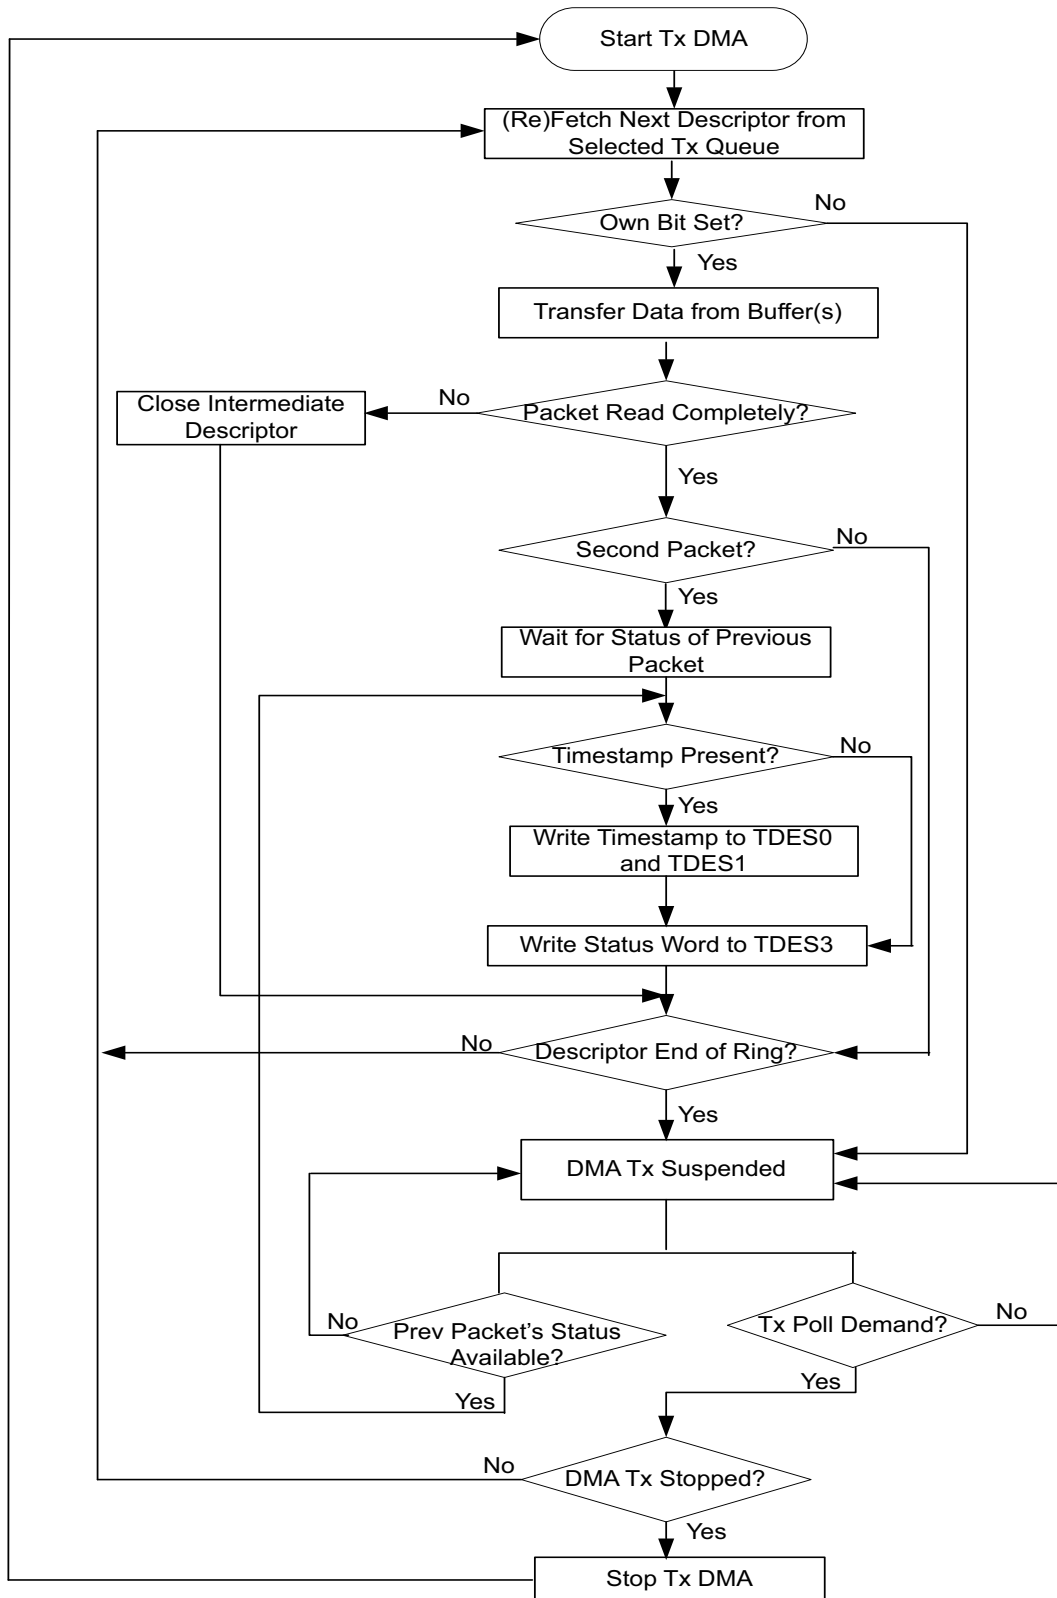 Start Tx DMA
(Re)Fetch Next Descriptor from
Selected Tx Queue
No
Own Bit Set?
Yes
Transfer Data from Buffer(s)
Close Intermediate
Descriptor
No
Packet Read Completely?
Yes
Second Packet?
No
Yes
Wait for Status of Previous
Packet
Timestamp Present?
No
Yes
Write Timestamp to TDES0
and TDES1
Write Status Word to TDES3
No
Descriptor End of Ring?
Yes
DMA Tx Suspended
No
Prev Packet’s Status
Available?
Yes
Tx Poll Demand?
No
Yes
No
DMA Tx Stopped?
Yes
Stop Tx DMA